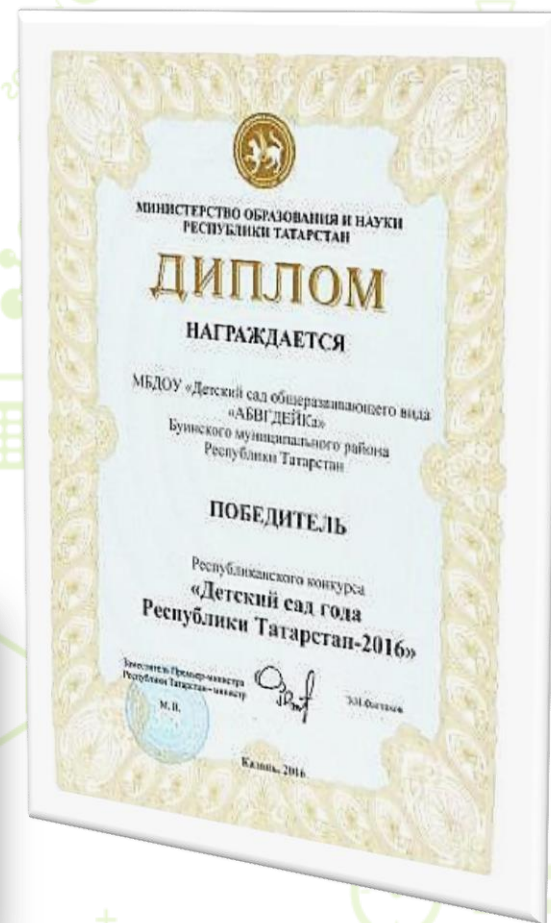 МИНИСТЕРСТВО ОБРАЗОВАНИЯ И НАУКИ
РЕСПУБЛИКИ ТАТАРСТАН
ДИПЛОМ
НАГРАЖДАЕТСЯ
МБДОУ «Детский сад общеразвивающего вида
«АБВГДЕЙКа»
Буинского муниципального района
Республики Татарстан
ПОБЕДИТЕЛЬ
Республиканского конкурса
«Детский сад года
Республики Татарстан-2016»
Заместитель Премьер-министра
Республики Татарстан – министр
М.П.
Казань, 2016